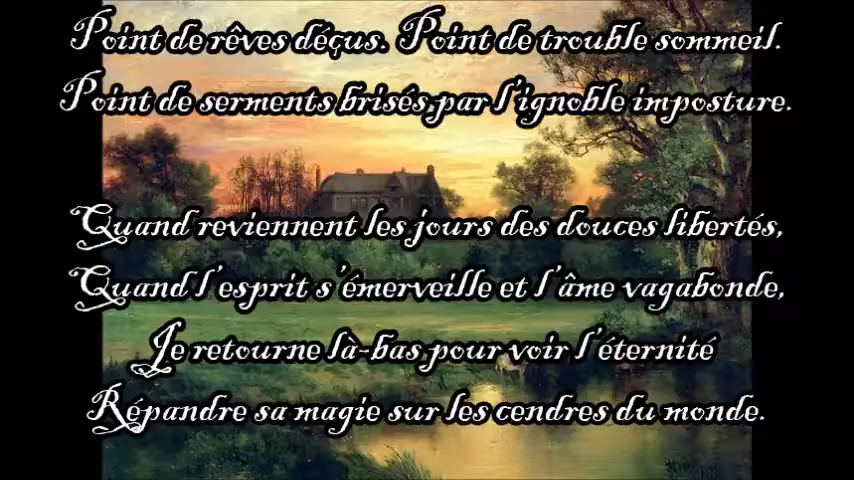 Point de rêves déçus. Point de trouble sommeil.
Point de serments brisés,par l'ignoble imposture.
Quand reviennent les jours des douces libertés,
Quand l'esprit s'émerveille et l'âme vagabonde,
Je retourne là-bas,pour voir l'éternité
Répandre sa magie sur les cendres du monde.